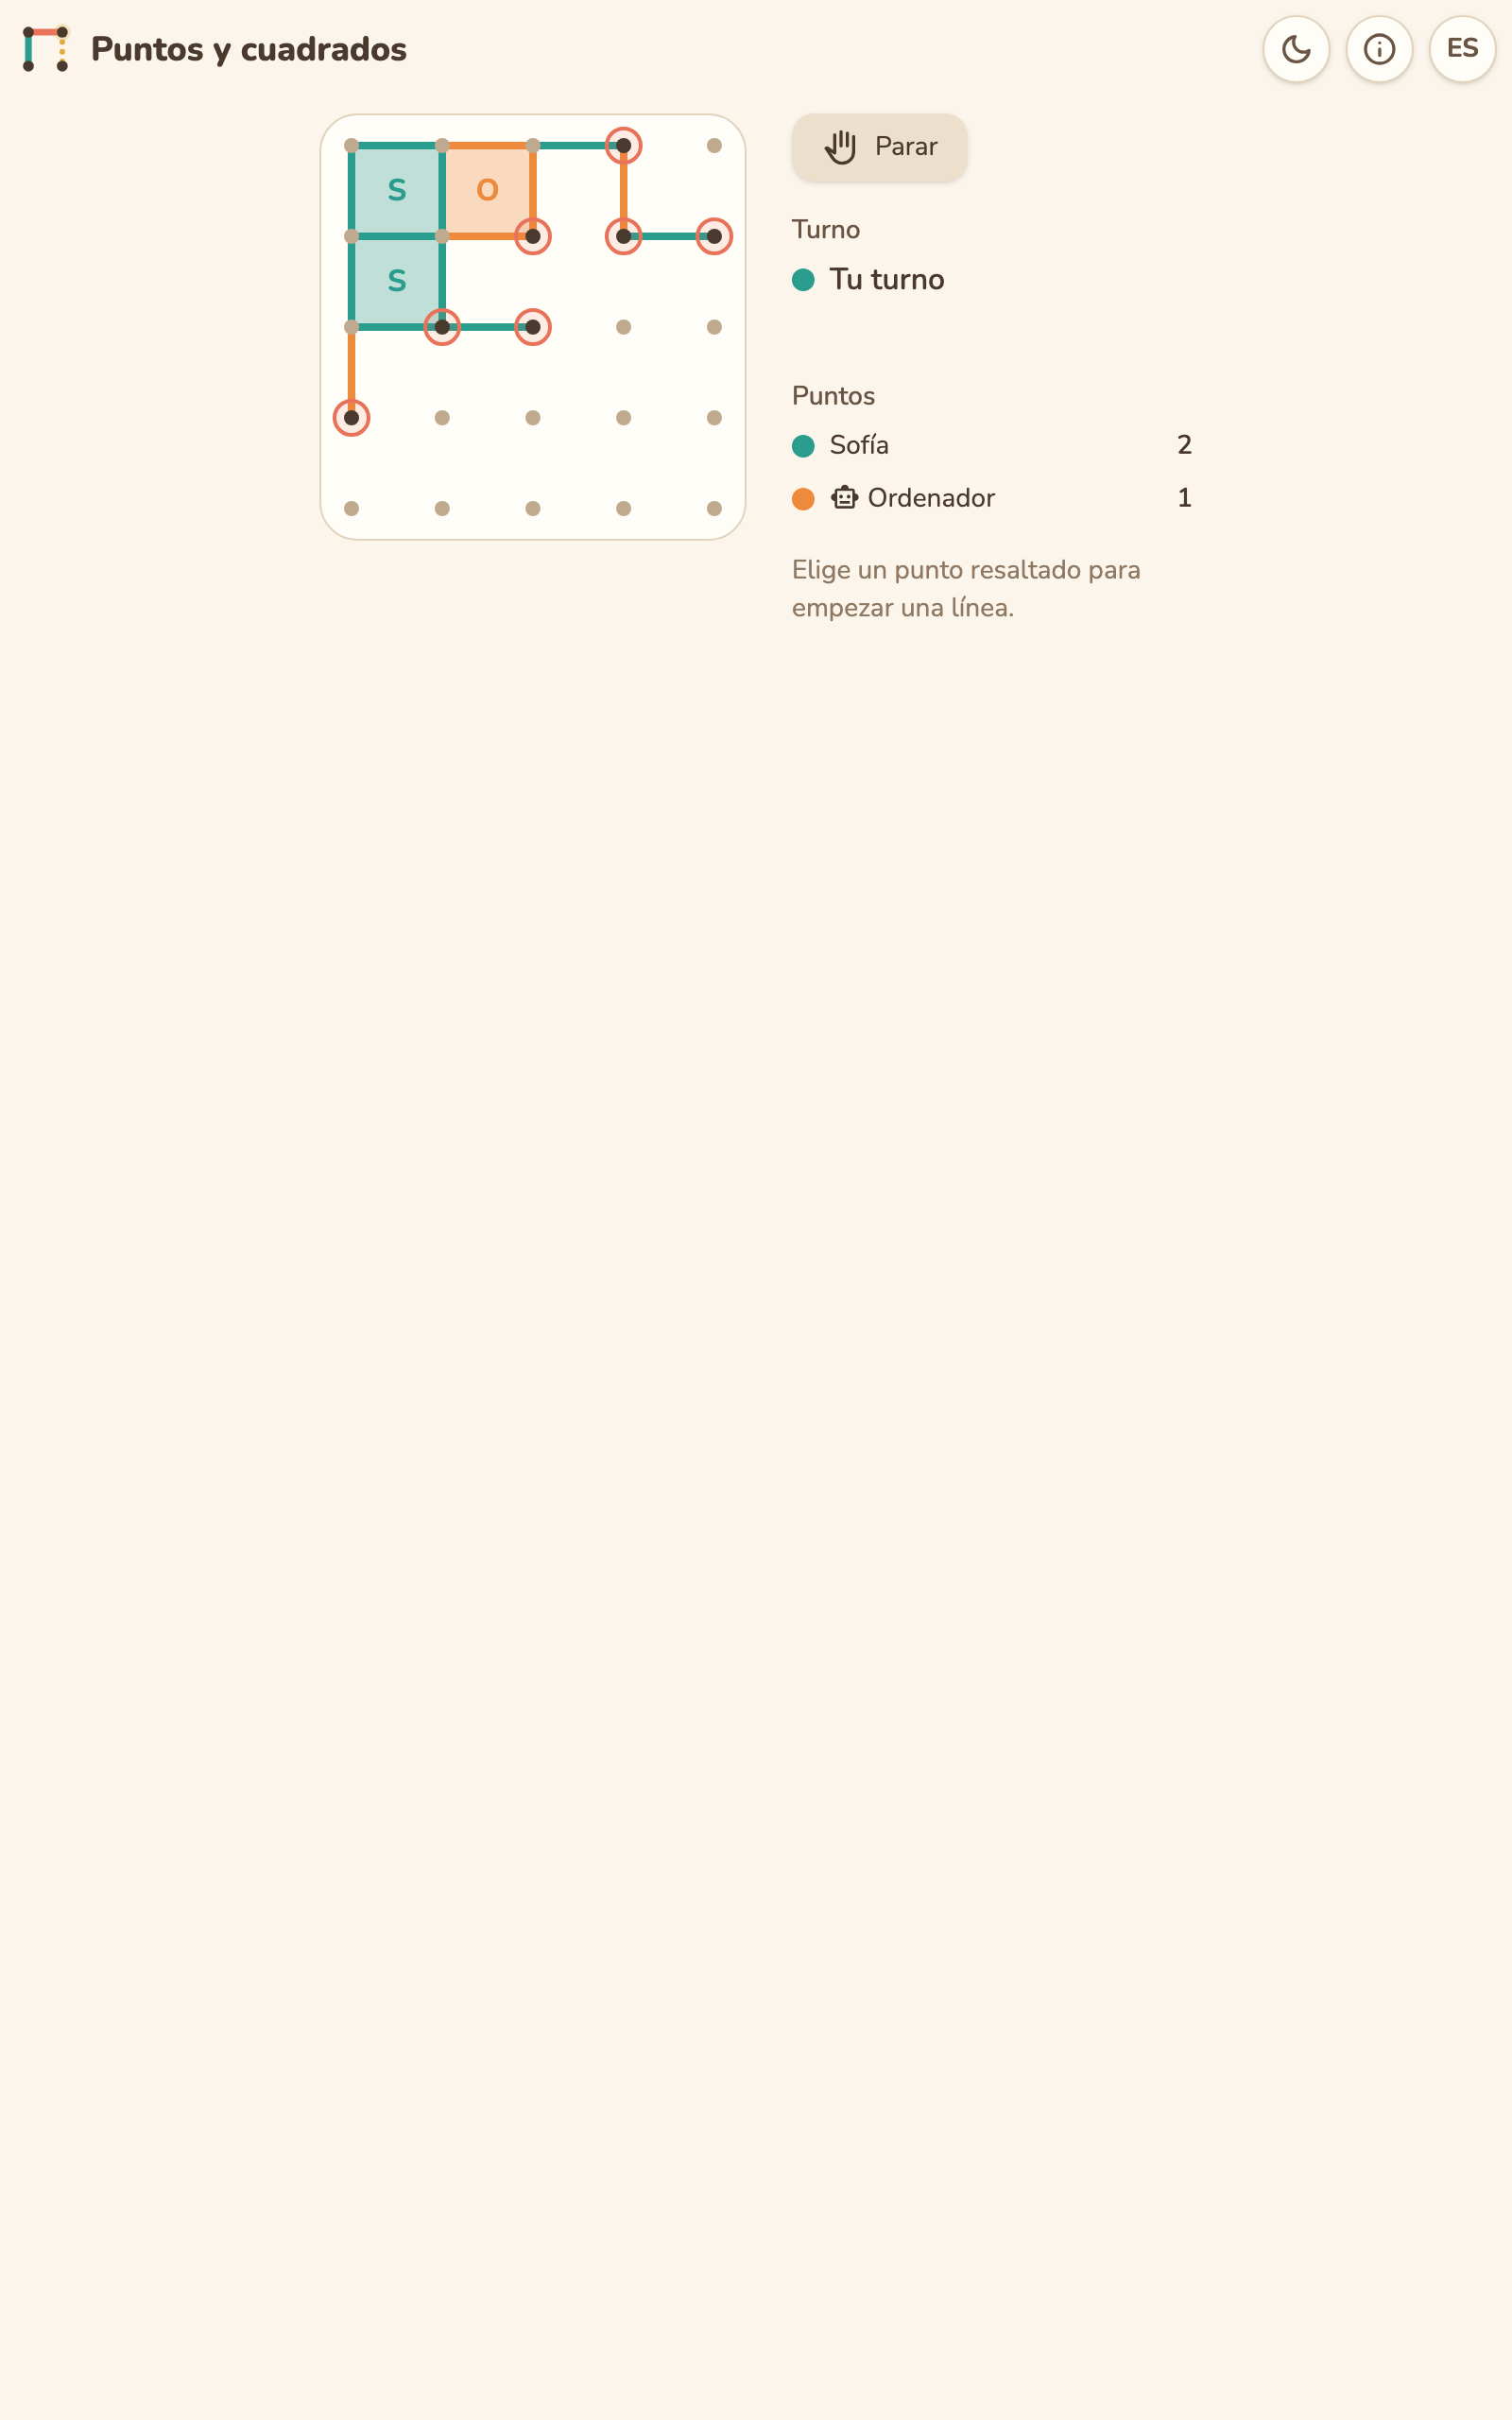 Puntos y cuadrados
ES
S
O
S
Parar
Turno
Tu turno
Puntos
Sofía 2
Ordenador 1
Elige un punto resaltado para
empezar una línea.